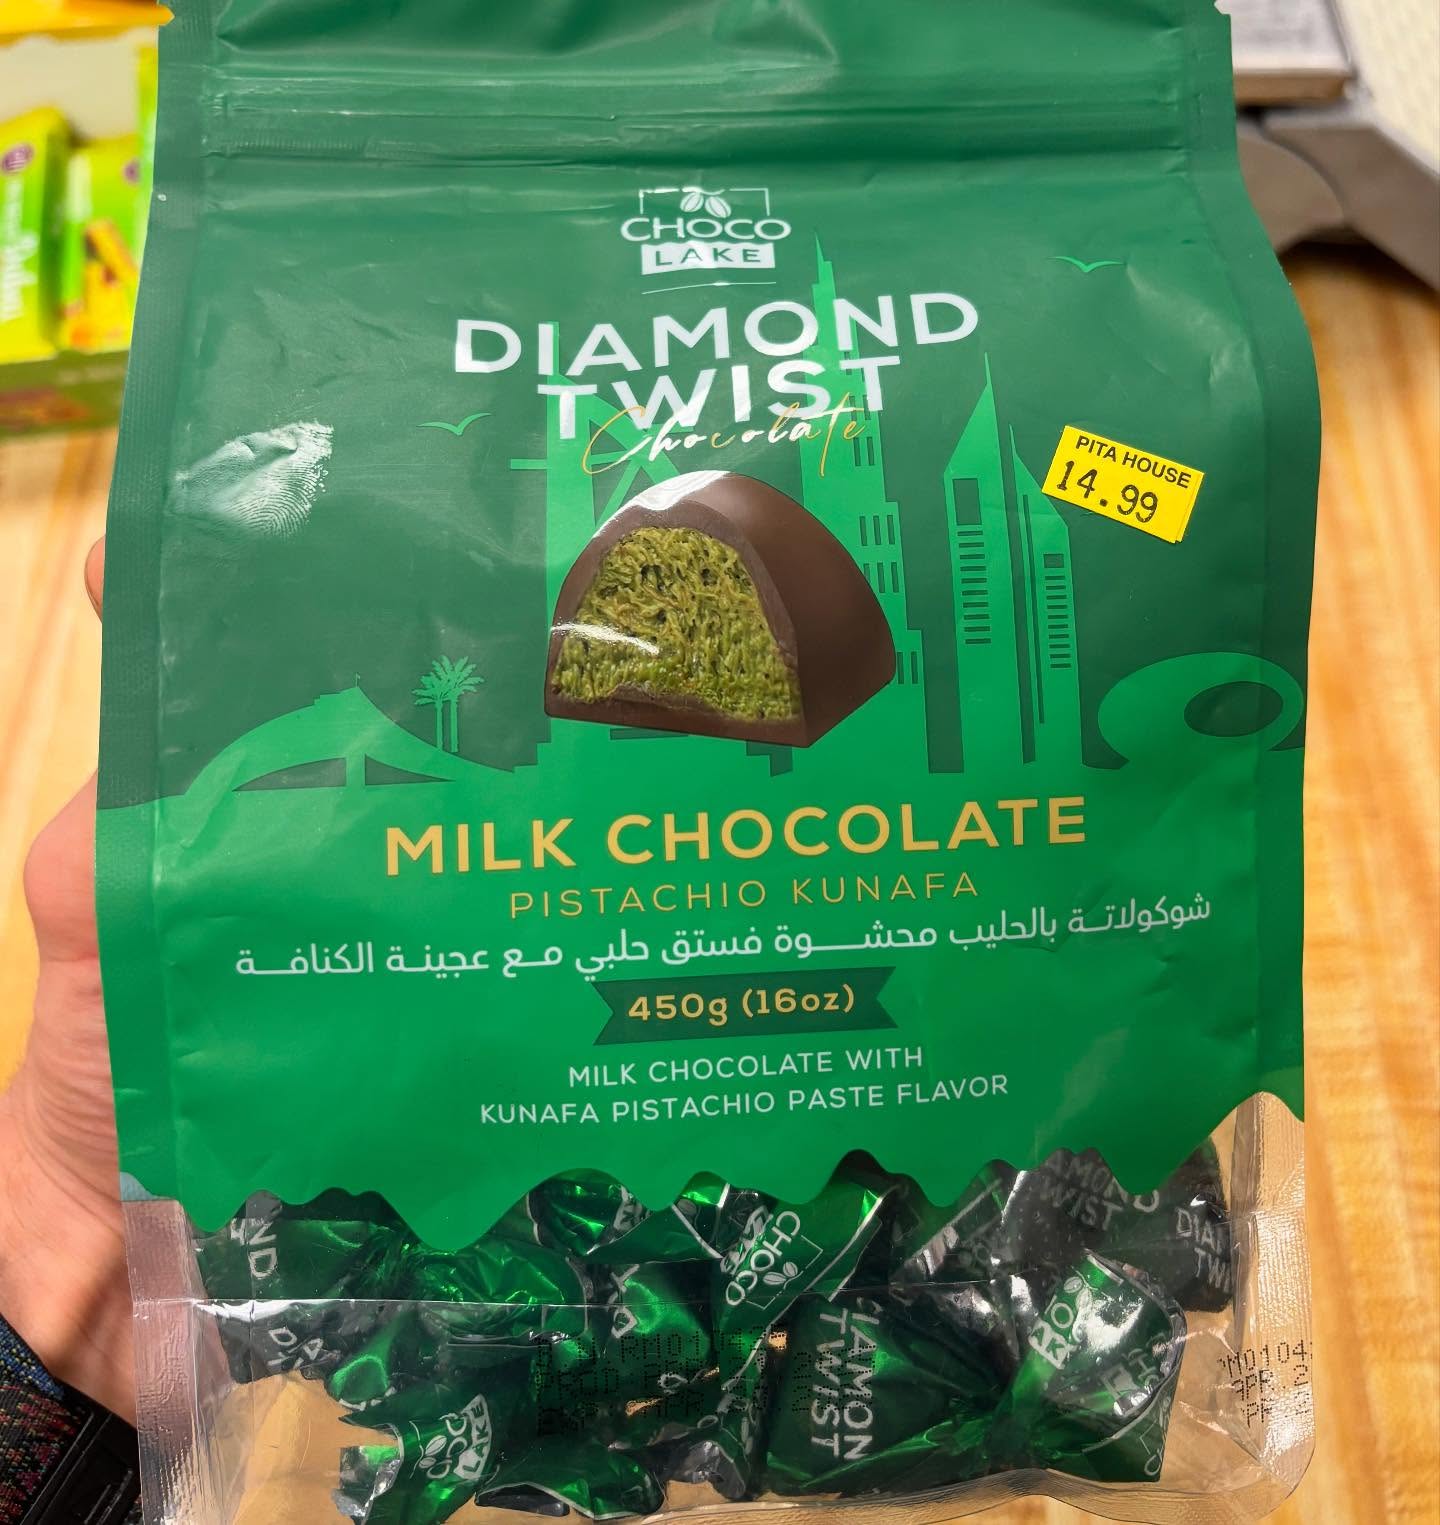 CHOCO
LAKE
DIAMOND
TWIST
Chocolate
PITA HOUSE
14.99
MILK CHOCOLATE
PISTACHIO KUNAFA
شوكولاتة بالحليب محشوة فستق حلبي مع عجينة الكنافة
450g (16oz)
MILK CHOCOLATE WITH
KUNAFA PISTACHIO PASTE FLAVOR
DIAMOND
TWIST
CHOCO
LAKE